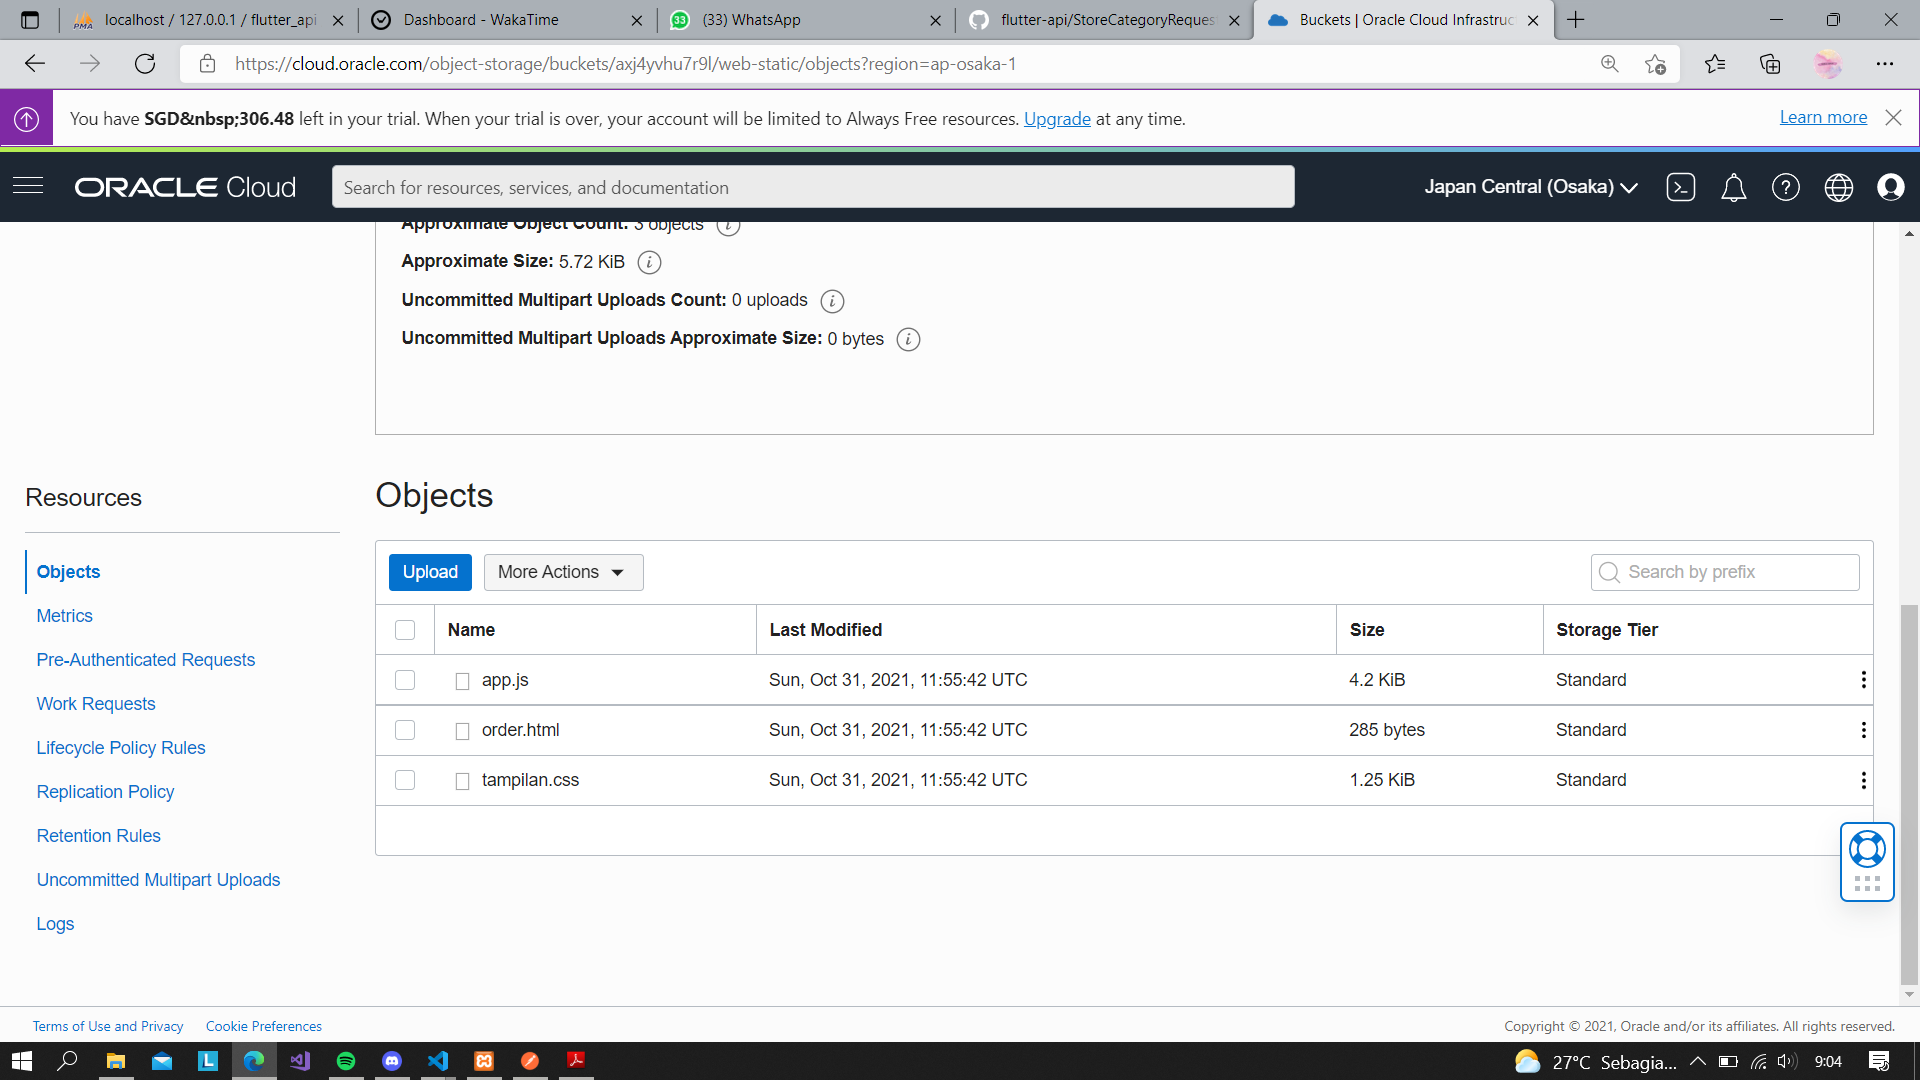 localhost / 127.0.0.1 / flutter_api
Dashboard - WakaTime
33
(33) WhatsApp
flutter-api/StoreCategoryReques
Buckets | Oracle Cloud Infrastruc
https://cloud.oracle.com/object-storage/buckets/axj4yvhu7r9l/web-static/objects?region=ap-osaka-1
You have SGD&nbsp;306.48 left in your trial. When your trial is over, your account will be limited to Always Free resources. Upgrade at any time.
Learn more
ORACLE Cloud
Search for resources, services, and documentation
Japan Central (Osaka)
Approximate Object Count: 3 objects
Approximate Size: 5.72 KiB
Uncommitted Multipart Uploads Count: 0 uploads
Uncommitted Multipart Uploads Approximate Size: 0 bytes
Resources
Objects
Metrics
Pre-Authenticated Requests
Work Requests
Lifecycle Policy Rules
Replication Policy
Retention Rules
Uncommitted Multipart Uploads
Logs
Objects
Upload
More Actions
Search by prefix
Name Last Modified Size Storage Tier
app.js Sun, Oct 31, 2021, 11:55:42 UTC 4.2 KiB Standard
order.html Sun, Oct 31, 2021, 11:55:42 UTC 285 bytes Standard
tampilan.css Sun, Oct 31, 2021, 11:55:42 UTC 1.25 KiB Standard
Terms of Use and Privacy
Cookie Preferences
Copyright © 2021, Oracle and/or its affiliates. All rights reserved.
27°C Sebagia...
9:04